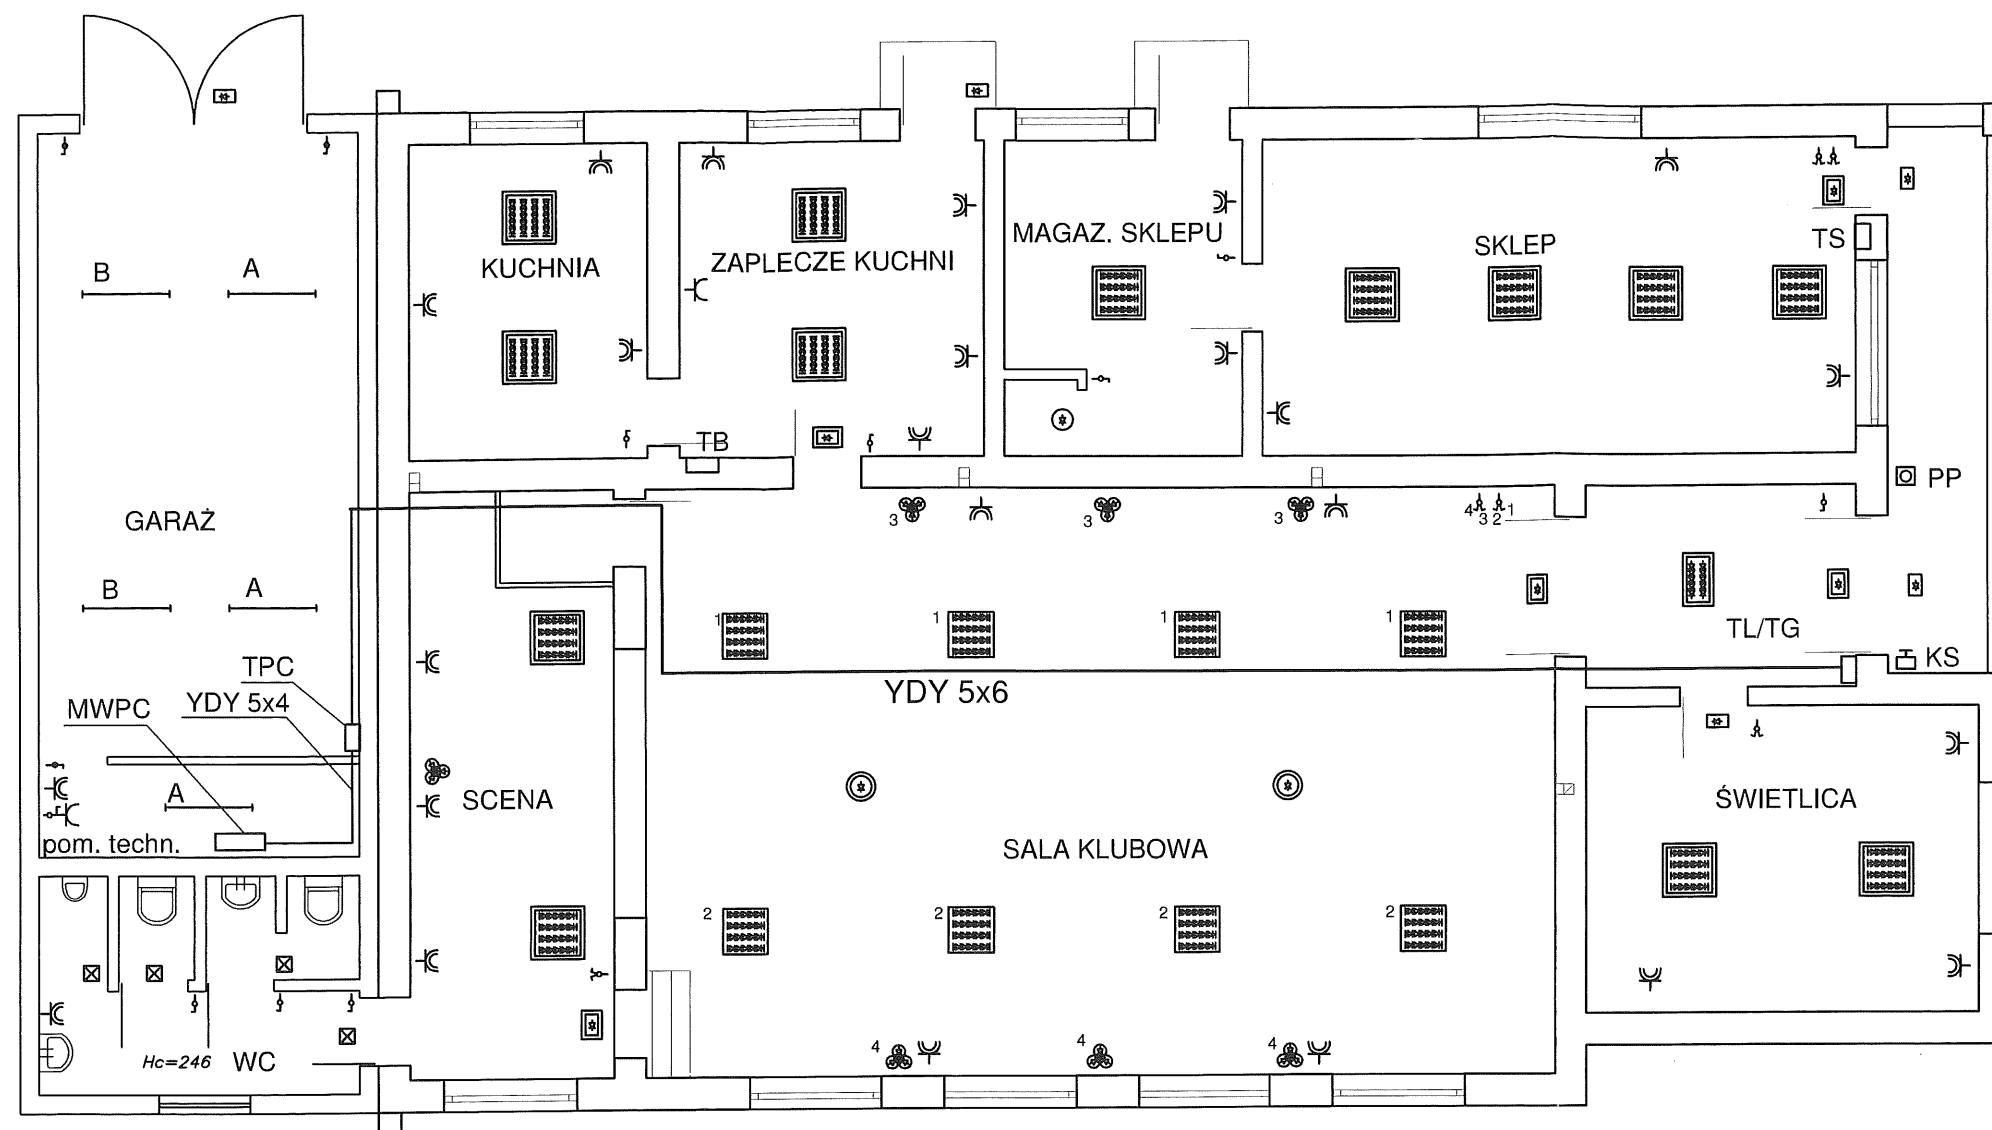 MAGAZ. SKLEPU
TS
SKLEP
B
A
KUCHNIA
ZAPLECZE KUCHNI
TB
PP
GARAŻ
3
3
3
4
3
2
1
B
A
1
1
1
1
TL/TG
KS
TPC
YDY 5x4
MWPC
YDY 5x6
A
SCENA
ŚWIETLICA
pom. techn.
SALA KLUBOWA
2
2
2
2
Hc=246
WC
4
4
4